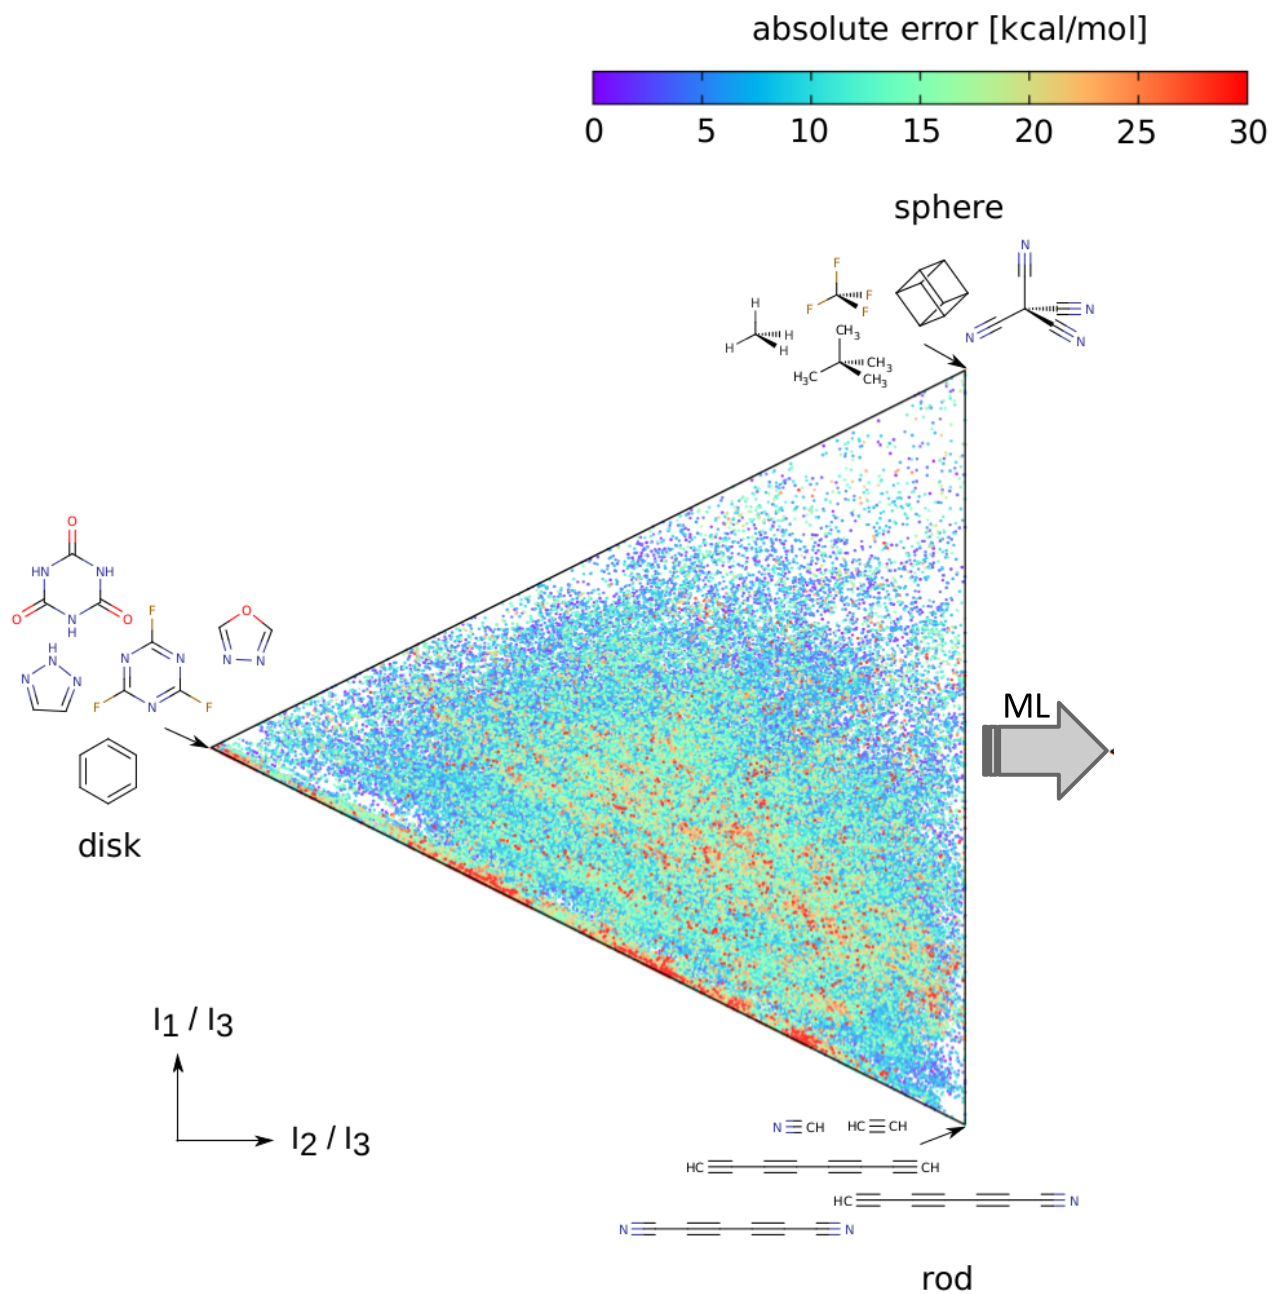 absolute error [kcal/mol]
0 5 10 15 20 25 30
sphere
N
F
H
F
F
F
N
H
H
H
CH3
N
N
CH3
H3C
CH3
O
HN
NH
O
N
H
O
F
O
N
N
H
N
N
N
N
N
F
N
F
ML
disk
I1 / I3
I2 / I3
N CH
HC CH
HC CH
HC N
N N
rod